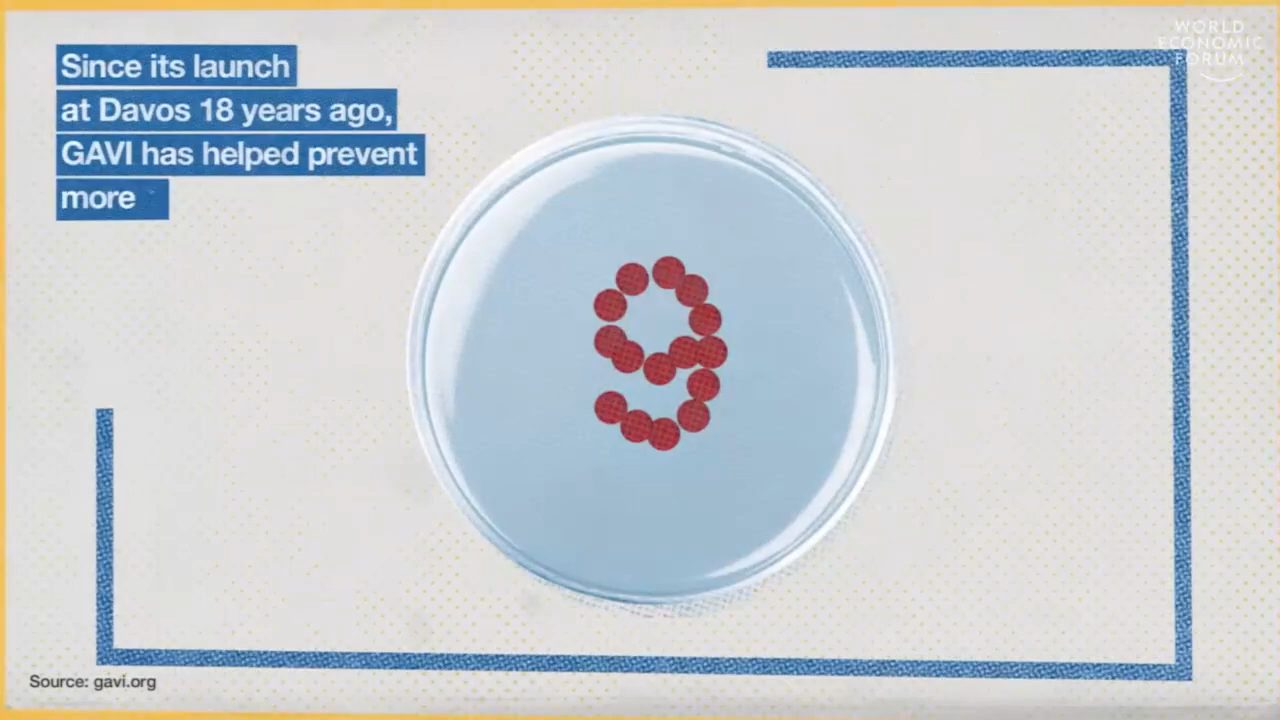 Since its launch
at Davos 18 years ago,
GAVI has helped prevent
more
9
WORLD
ECONOMIC
FORUM
Source: gavi.org